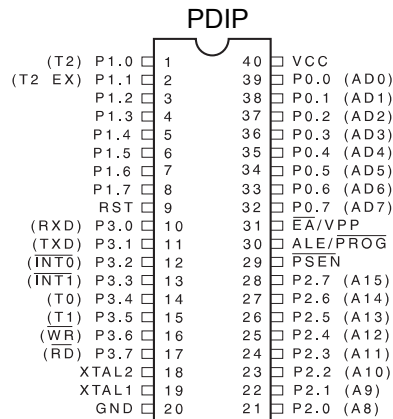 PDIP
(T2) P1.0 1 40 VCC
(T2 EX) P1.1 2 39 P0.0 (AD0)
P1.2 3 38 P0.1 (AD1)
P1.3 4 37 P0.2 (AD2)
P1.4 5 36 P0.3 (AD3)
P1.5 6 35 P0.4 (AD4)
P1.6 7 34 P0.5 (AD5)
P1.7 8 33 P0.6 (AD6)
RST 9 32 P0.7 (AD7)
(RXD) P3.0 10 31 EA/VPP
(TXD) P3.1 11 30 ALE/PROG
(INT0) P3.2 12 29 PSEN
(INT1) P3.3 13 28 P2.7 (A15)
(T0) P3.4 14 27 P2.6 (A14)
(T1) P3.5 15 26 P2.5 (A13)
(WR) P3.6 16 25 P2.4 (A12)
(RD) P3.7 17 24 P2.3 (A11)
XTAL2 18 23 P2.2 (A10)
XTAL1 19 22 P2.1 (A9)
GND 20 21 P2.0 (A8)